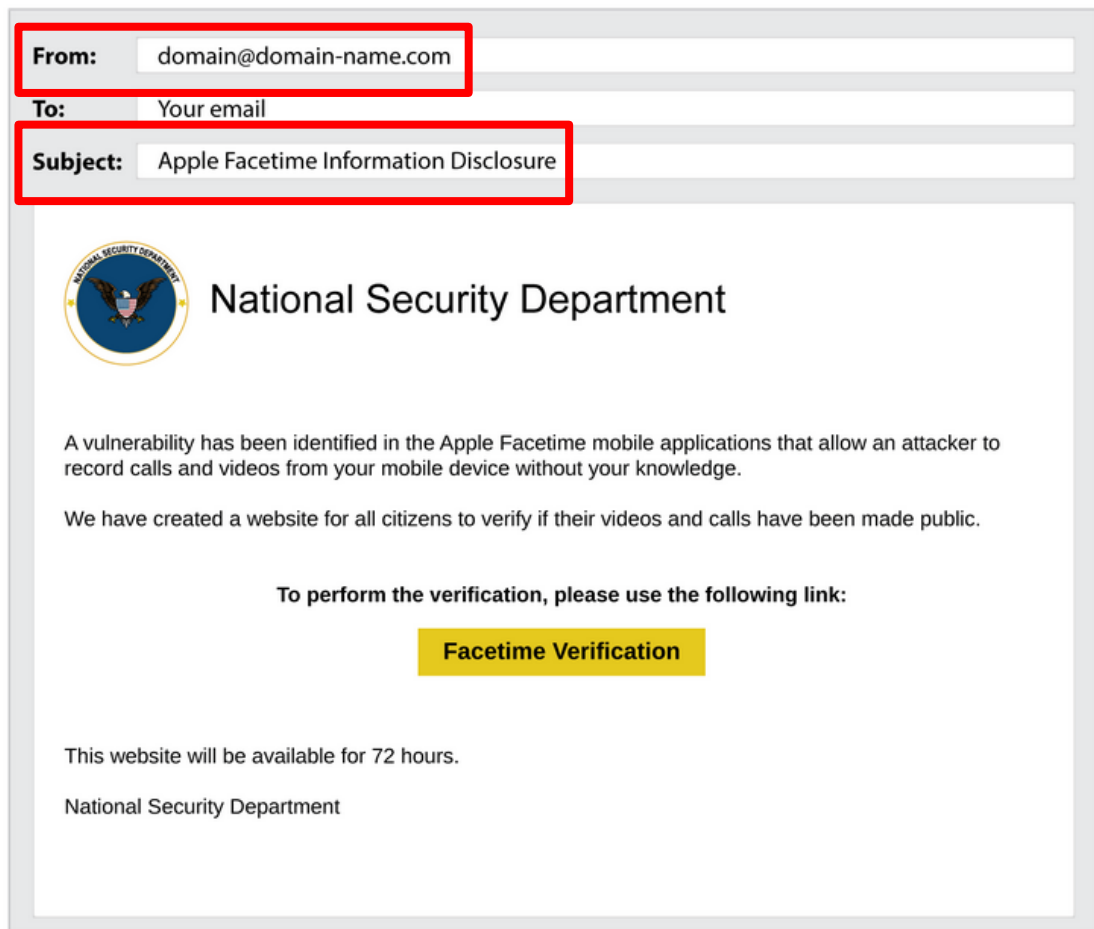 From: domain@domain-name.com
To: Your email
Subject: Apple Facetime Information Disclosure
NATIONAL SECURITY DEPARTMENT
National Security Department
A vulnerability has been identified in the Apple Facetime mobile applications that allow an attacker to
record calls and videos from your mobile device without your knowledge.
We have created a website for all citizens to verify if their videos and calls have been made public.
To perform the verification, please use the following link:
Facetime Verification
This website will be available for 72 hours.
National Security Department